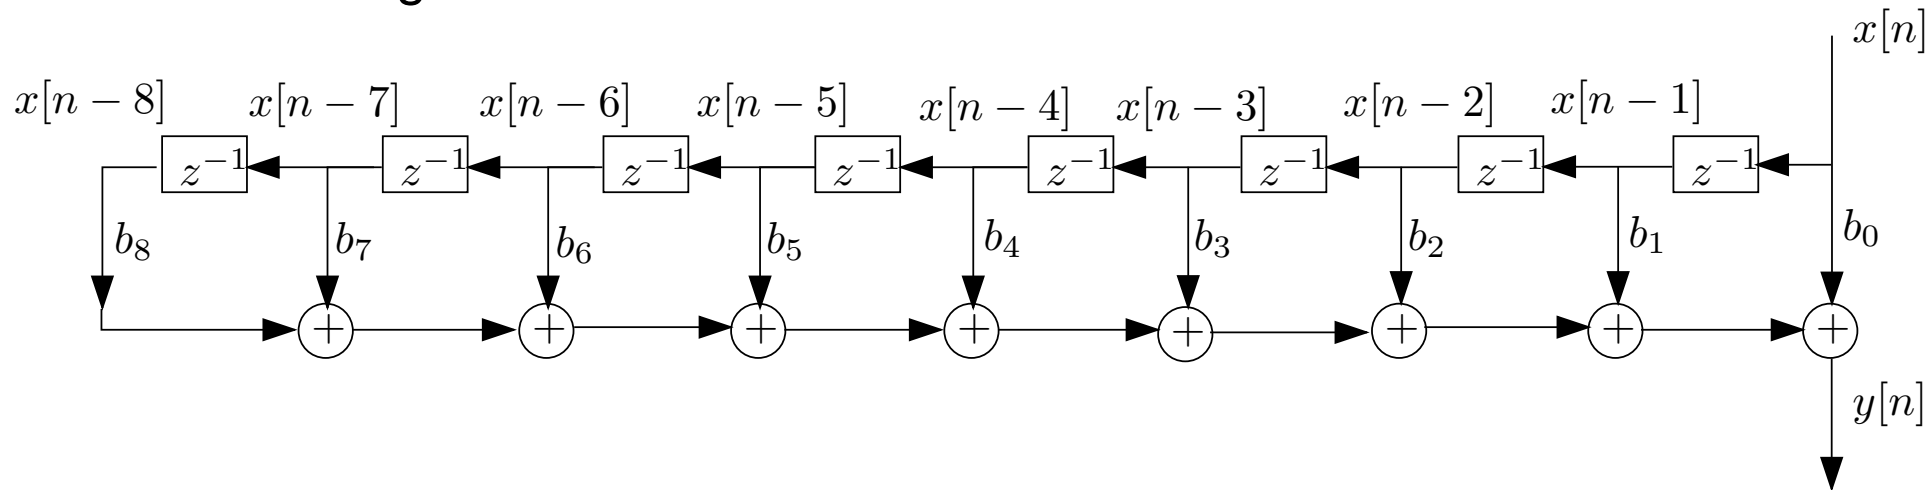 x[n]
x[n − 8] x[n − 7] x[n − 6] x[n − 5] x[n − 4] x[n − 3] x[n − 2] x[n − 1]
z⁻¹ z⁻¹ z⁻¹ z⁻¹ z⁻¹ z⁻¹ z⁻¹ z⁻¹
b₈ b₇ b₆ b₅ b₄ b₃ b₂ b₁ b₀
+ + + + + + + +
y[n]